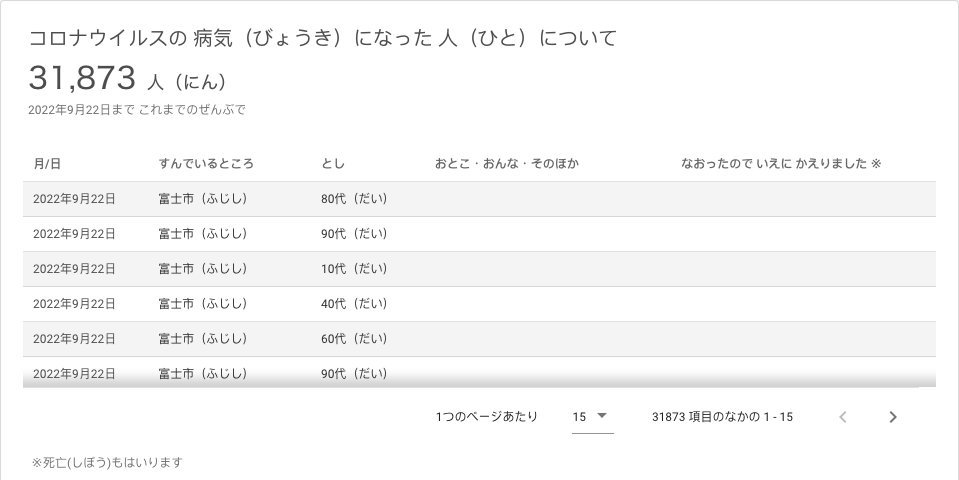 コロナウイルスの 病気（びょうき）になった 人（ひと）について
31,873 人（にん）
2022年9月22日まで これまでのぜんぶで
月/日 すんでいるところ とし おとこ・おんな・そのほか なおったので いえに かえりました ※
2022年9月22日 富士市（ふじし） 80代（だい）
2022年9月22日 富士市（ふじし） 90代（だい）
2022年9月22日 富士市（ふじし） 10代（だい）
2022年9月22日 富士市（ふじし） 40代（だい）
2022年9月22日 富士市（ふじし） 60代（だい）
2022年9月22日 富士市（ふじし） 90代（だい）
1つのページあたり 15 31873 項目のなかの 1 - 15
※死亡(しぼう)もはいります